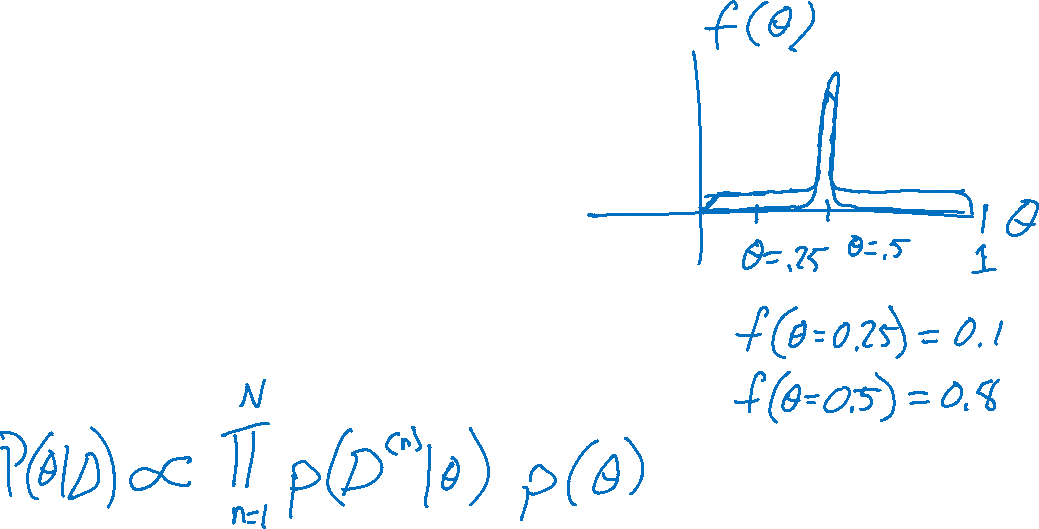 f(θ)
θ=.25 θ=.5 1 θ
f(θ=0.25) = 0.1
f(θ=0.5) = 0.8
P(θ|D) ∝ ∏_{n=1}^{N} p(D^{(n)}|θ) p(θ)